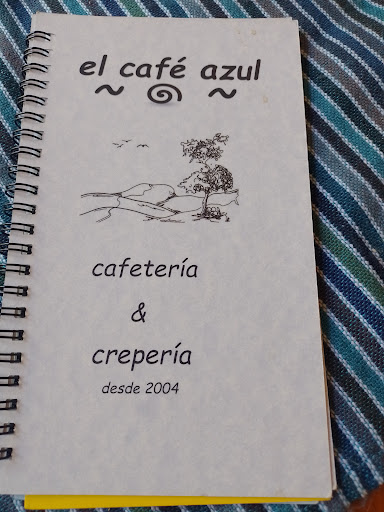 el café azul
cafetería
&
crepería
desde 2004